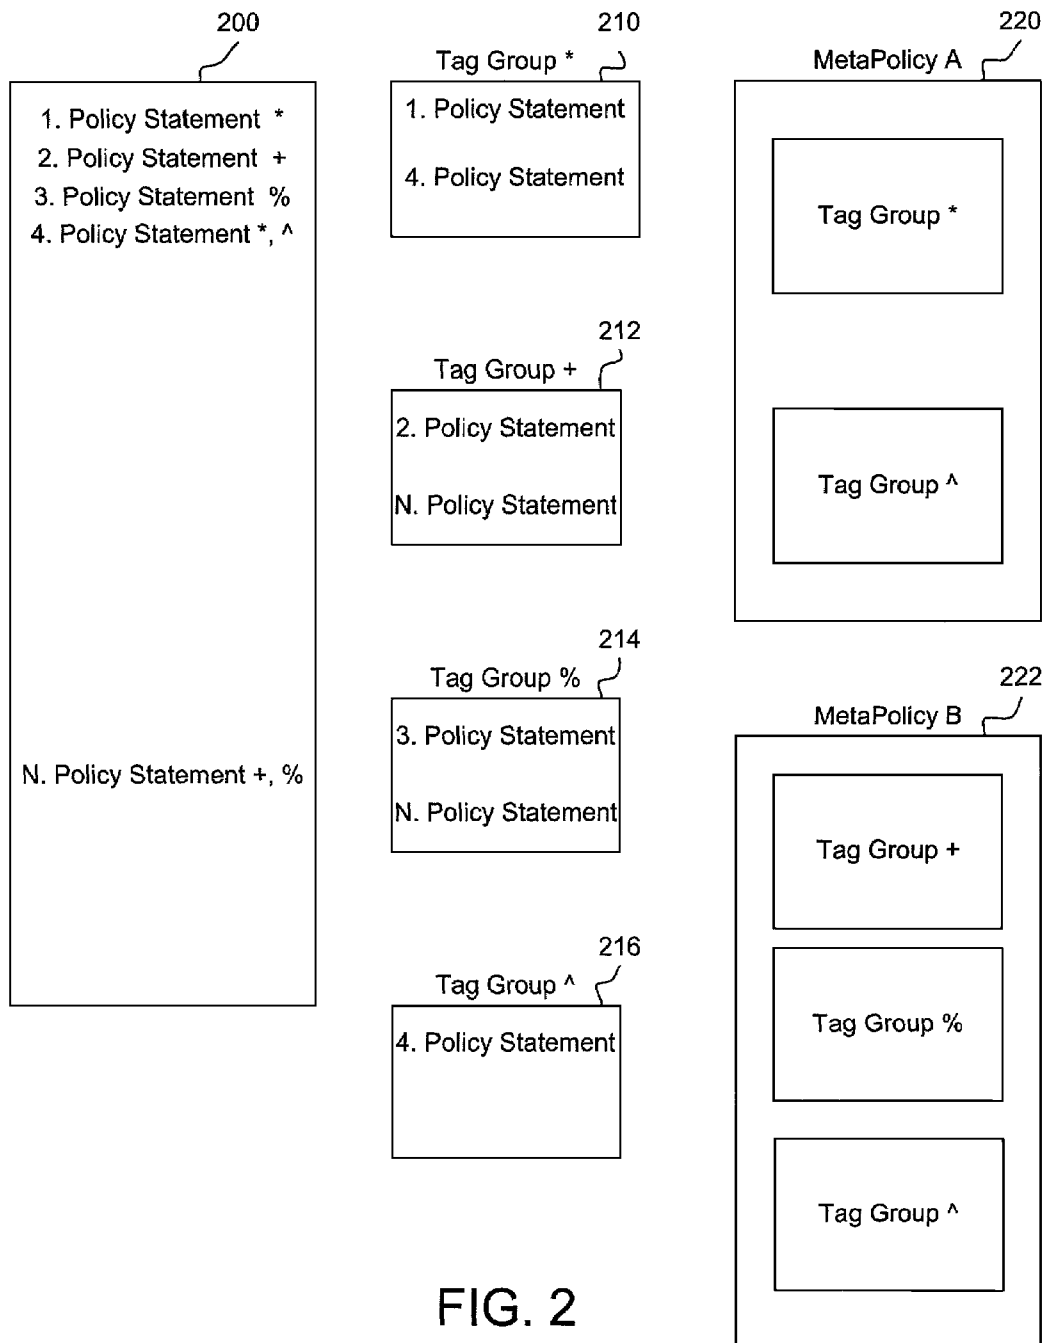 200
1. Policy Statement *
2. Policy Statement +
3. Policy Statement %
4. Policy Statement *, ^
N. Policy Statement +, %
210
Tag Group *
1. Policy Statement
4. Policy Statement
212
Tag Group +
2. Policy Statement
N. Policy Statement
214
Tag Group %
3. Policy Statement
N. Policy Statement
216
Tag Group ^
4. Policy Statement
220
MetaPolicy A
Tag Group *
Tag Group ^
222
MetaPolicy B
Tag Group +
Tag Group %
Tag Group ^
FIG. 2